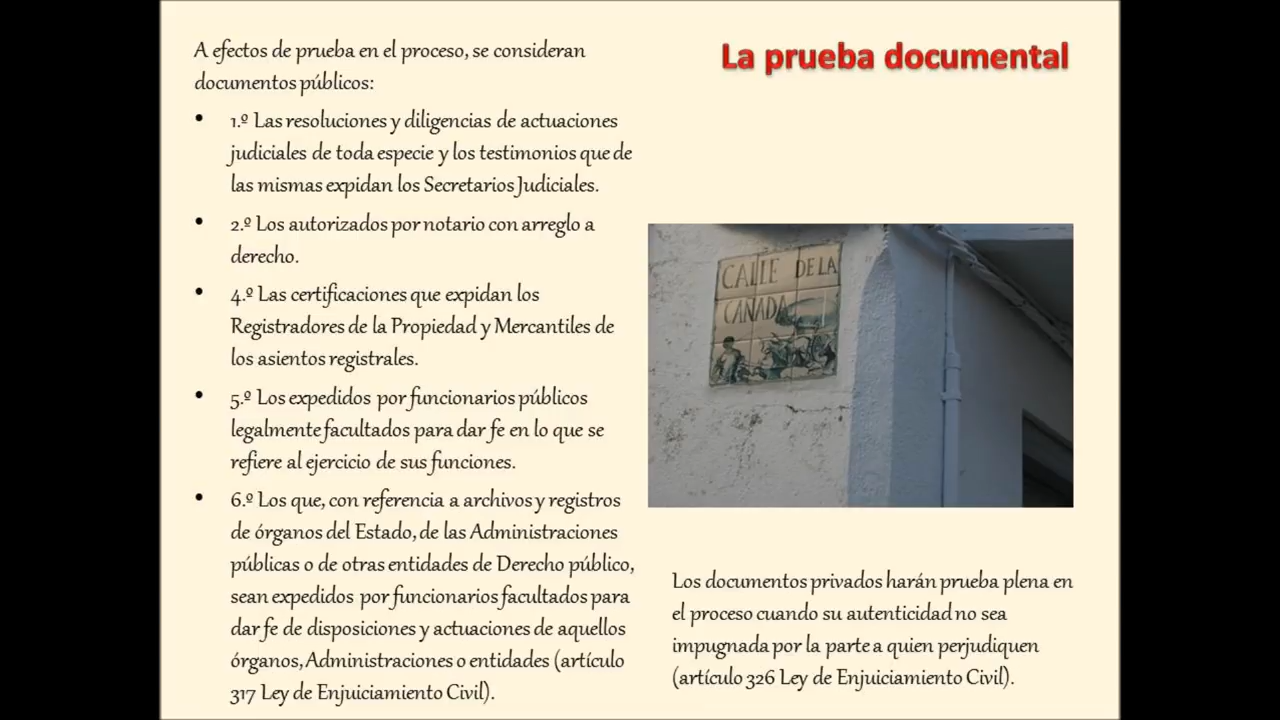 La prueba documental
A efectos de prueba en el proceso, se consideran
documentos públicos:
• 1.º Las resoluciones y diligencias de actuaciones
judiciales de toda especie y los testimonios que de
las mismas expidan los Secretarios Judiciales.
• 2.º Los autorizados por notario con arreglo a
derecho.
• 4.º Las certificaciones que expidan los
Registradores de la Propiedad y Mercantiles de
los asientos registrales.
• 5.º Los expedidos por funcionarios públicos
legalmente facultados para dar fe en lo que se
refiere al ejercicio de sus funciones.
• 6.º Los que, con referencia a archivos y registros
de órganos del Estado, de las Administraciones
públicas o de otras entidades de Derecho público,
sean expedidos por funcionarios facultados para
dar fe de disposiciones y actuaciones de aquellos
órganos, Administraciones o entidades (artículo
317 Ley de Enjuiciamiento Civil).
CALLE DE LA
CAÑADA
Los documentos privados harán prueba plena en
el proceso cuando su autenticidad no sea
impugnada por la parte a quien perjudiquen
(artículo 326 Ley de Enjuiciamiento Civil).